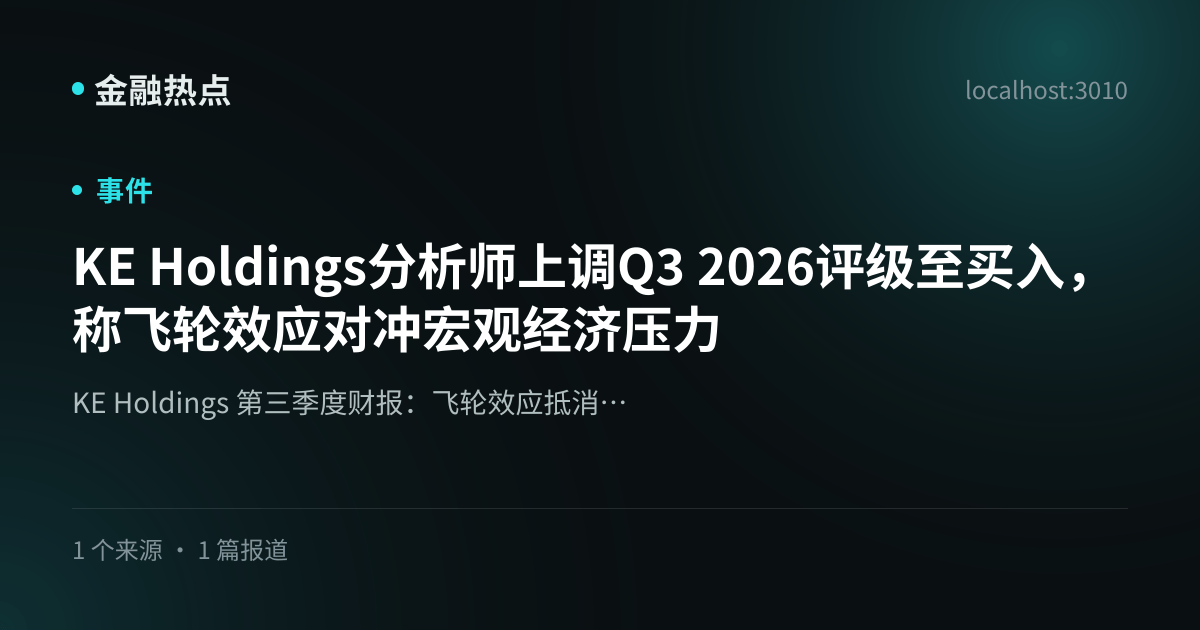 金融热点
localhost:3010
事件
KE Holdings分析师上调Q3 2026评级至买入，
称飞轮效应对冲宏观经济压力
KE Holdings 第三季度财报：飞轮效应抵消…
1 个来源 · 1 篇报道